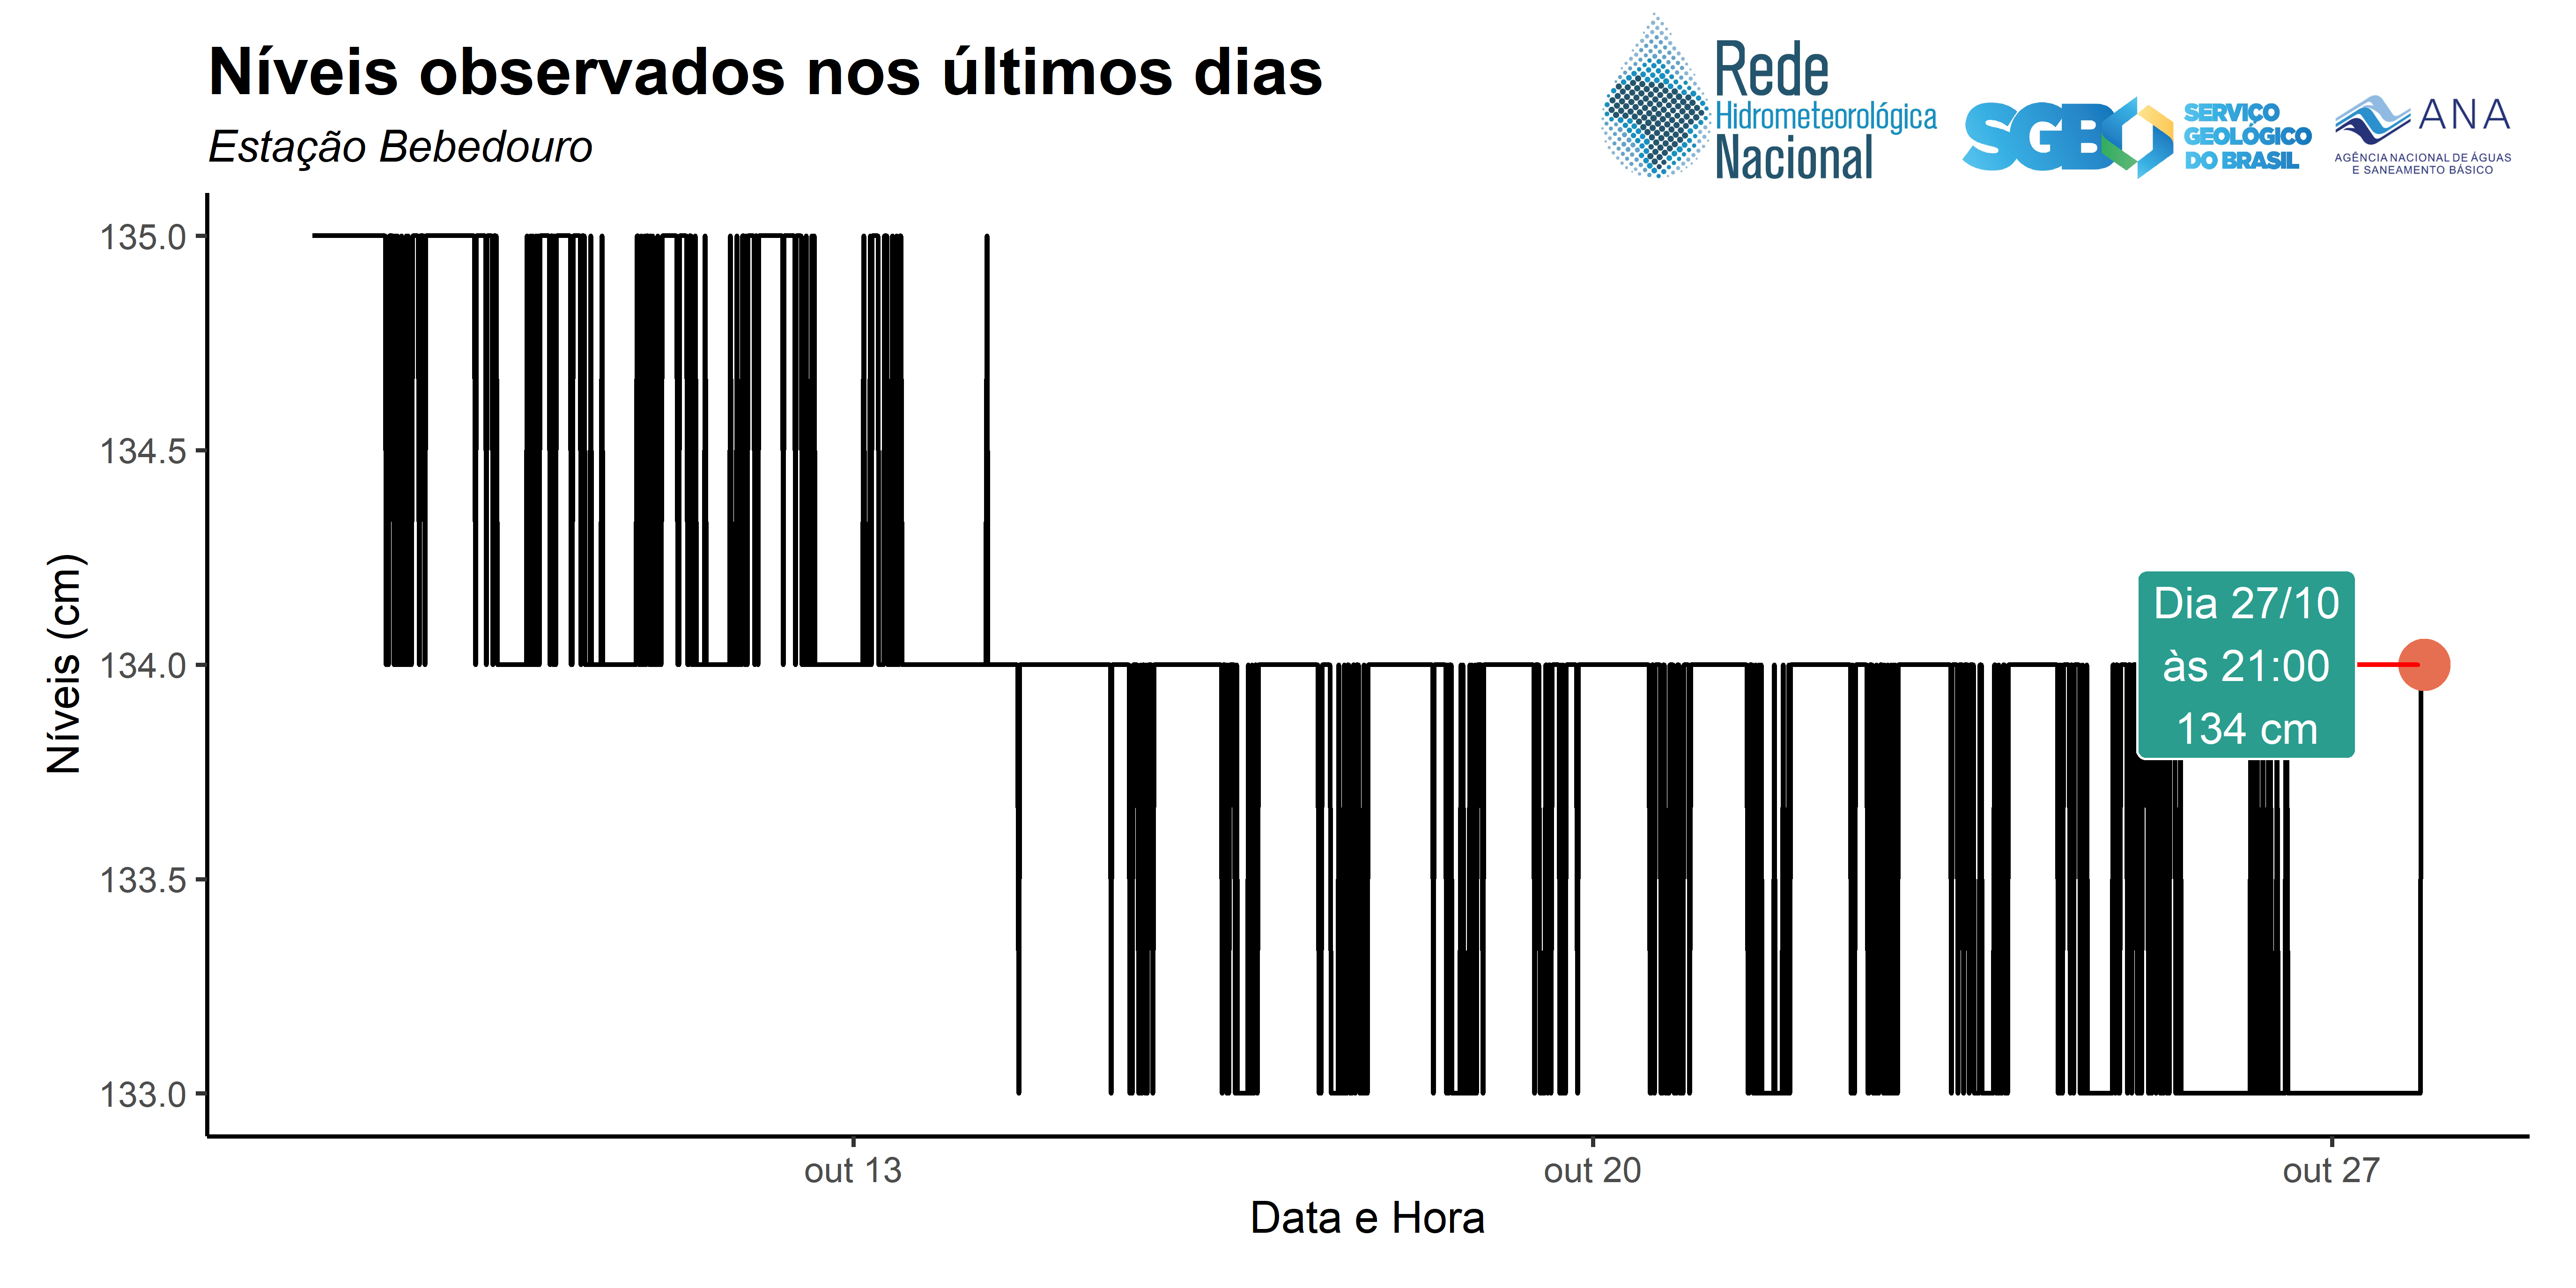 Níveis observados nos últimos dias
Estação Bebedouro
Rede
Hidrometeorológica
Nacional
SGB
SERVIÇO
GEOLÓGICO
DO BRASIL
ANA
AGÊNCIA NACIONAL DE ÁGUAS
E SANEAMENTO BÁSICO
135.0
134.5
134.0
133.5
133.0
Níveis (cm)
Dia 27/10
às 21:00
134 cm
out 13
out 20
out 27
Data e Hora